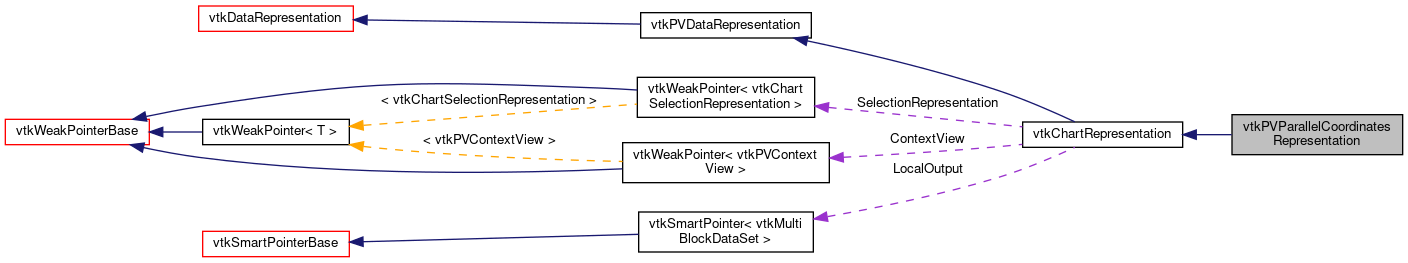 vtkDataRepresentation
vtkPVDataRepresentation
vtkWeakPointer< vtkChart
SelectionRepresentation >
< vtkChartSelectionRepresentation >
SelectionRepresentation
vtkWeakPointerBase
vtkWeakPointer< T >
vtkChartRepresentation
vtkPVParallelCoordinates
Representation
< vtkPVContextView >
ContextView
vtkWeakPointer< vtkPVContext
View >
LocalOutput
vtkSmartPointer< vtkMulti
BlockDataSet >
vtkSmartPointerBase